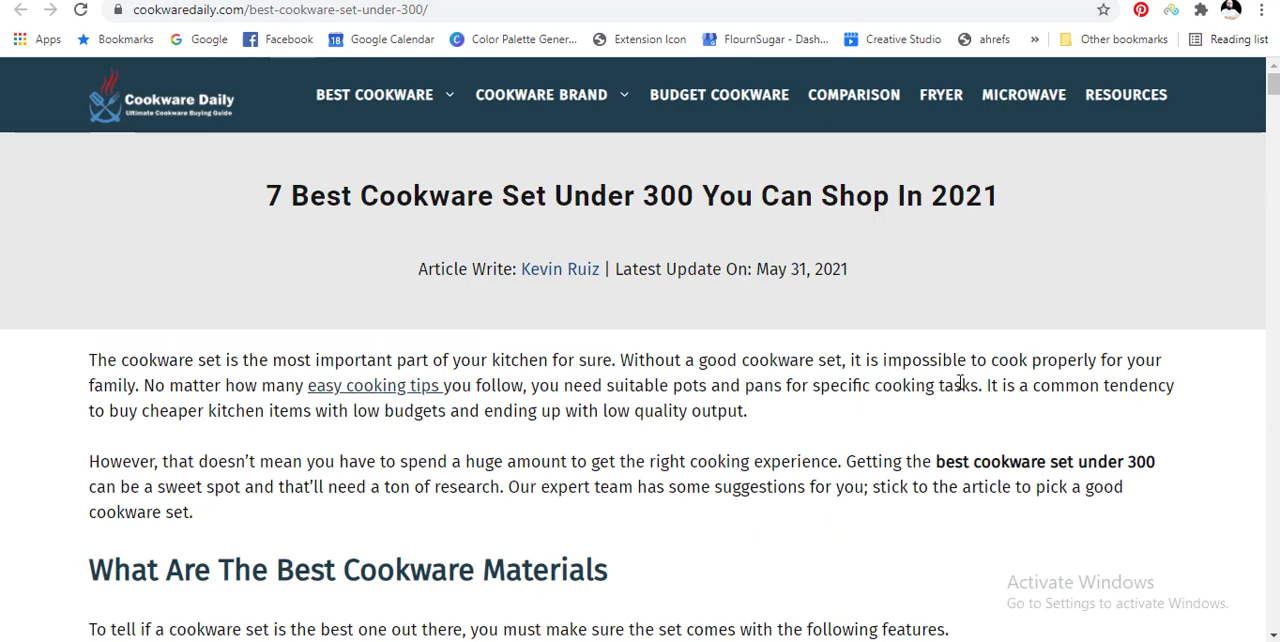 cookwaredaily.com/best-cookware-set-under-300/
Apps Bookmarks Google Facebook 18 Google Calendar Color Palette Gener... Extension Icon FlournSugar - Dash... Creative Studio ahrefs » Other bookmarks Reading list
Cookware Daily
Ultimate Cookware Buying Guide
BEST COOKWARE COOKWARE BRAND BUDGET COOKWARE COMPARISON FRYER MICROWAVE RESOURCES
7 Best Cookware Set Under 300 You Can Shop In 2021
Article Write: Kevin Ruiz | Latest Update On: May 31, 2021
The cookware set is the most important part of your kitchen for sure. Without a good cookware set, it is impossible to cook properly for your
family. No matter how many easy cooking tips you follow, you need suitable pots and pans for specific cooking tasks. It is a common tendency
to buy cheaper kitchen items with low budgets and ending up with low quality output.
However, that doesn’t mean you have to spend a huge amount to get the right cooking experience. Getting the best cookware set under 300
can be a sweet spot and that’ll need a ton of research. Our expert team has some suggestions for you; stick to the article to pick a good
cookware set.
What Are The Best Cookware Materials
Activate Windows
Go to Settings to activate Windows.
To tell if a cookware set is the best one out there, you must make sure the set comes with the following features.